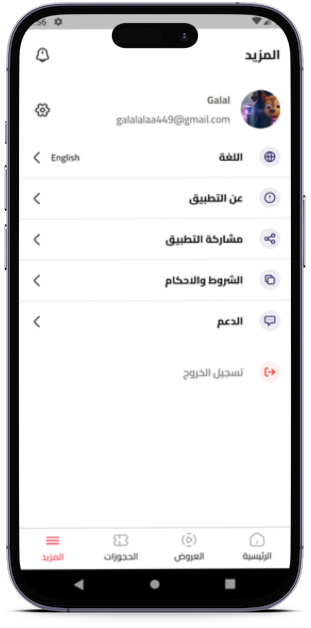 :56
المزيد
Galal
galalalaa449@gmail.com
اللغة English
عن التطبيق
مشاركة التطبيق
الشروط والاحكام
الدعم
تسجيل الخروج
الرئيسية العروض الحجوزات المزيد